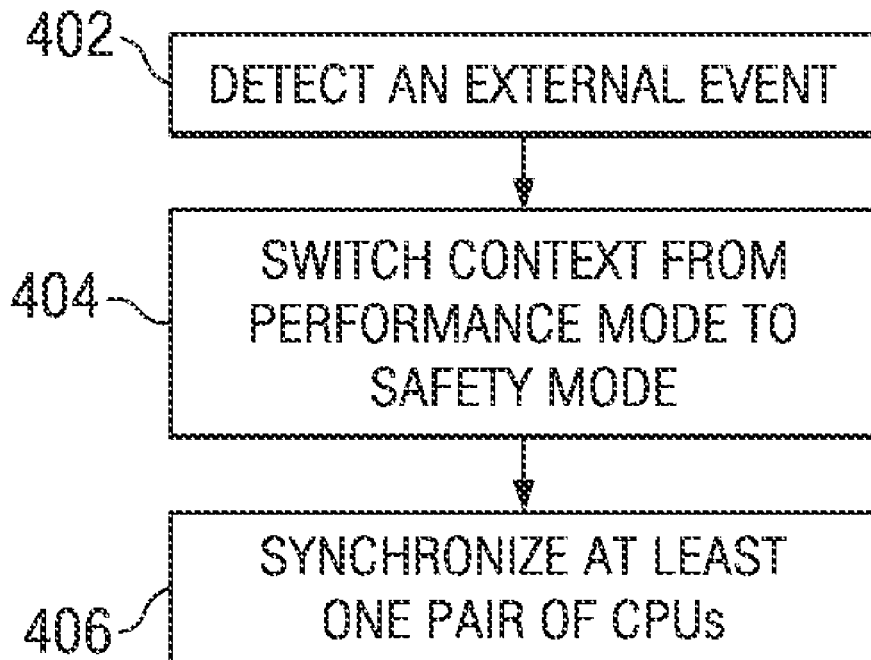 402
DETECT AN EXTERNAL EVENT
404
SWITCH CONTEXT FROM
PERFORMANCE MODE TO
SAFETY MODE
406
SYNCHRONIZE AT LEAST
ONE PAIR OF CPUs